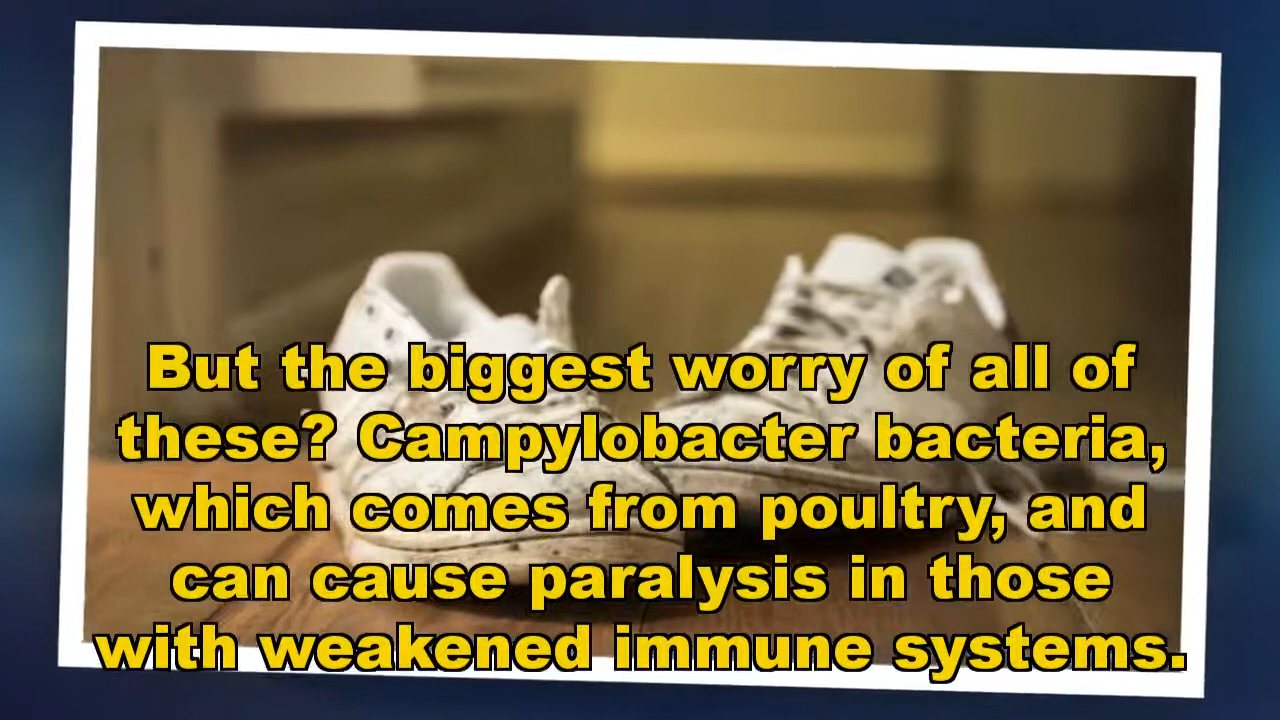 But the biggest worry of all of
these? Campylobacter bacteria,
which comes from poultry, and
can cause paralysis in those
with weakened immune systems.